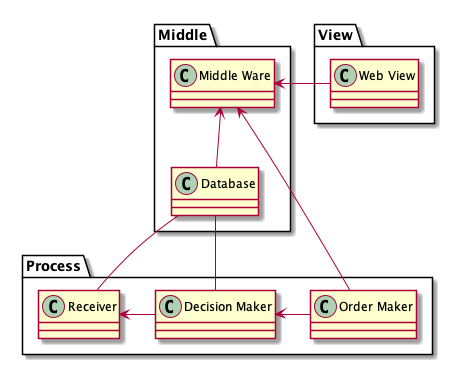 Middle
View
C Middle Ware
C Web View
C Database
Process
C Receiver
C Decision Maker
C Order Maker